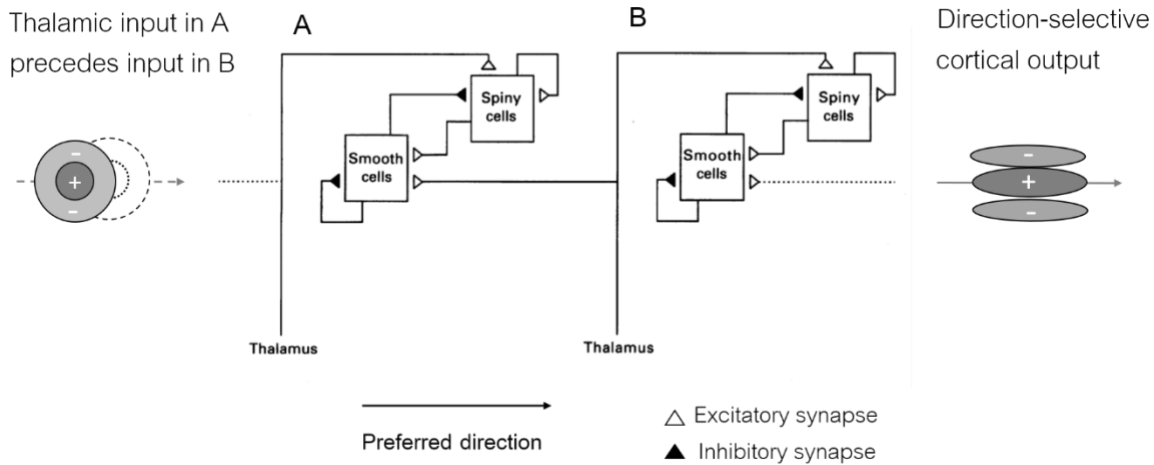 Thalamic input in A
precedes input in B
A
B
Direction-selective
cortical output
Spiny
cells
Spiny
cells
Smooth
cells
Smooth
cells
−
+
−
−
+
−
Thalamus
Thalamus
Preferred direction
△ Excitatory synapse
▲ Inhibitory synapse